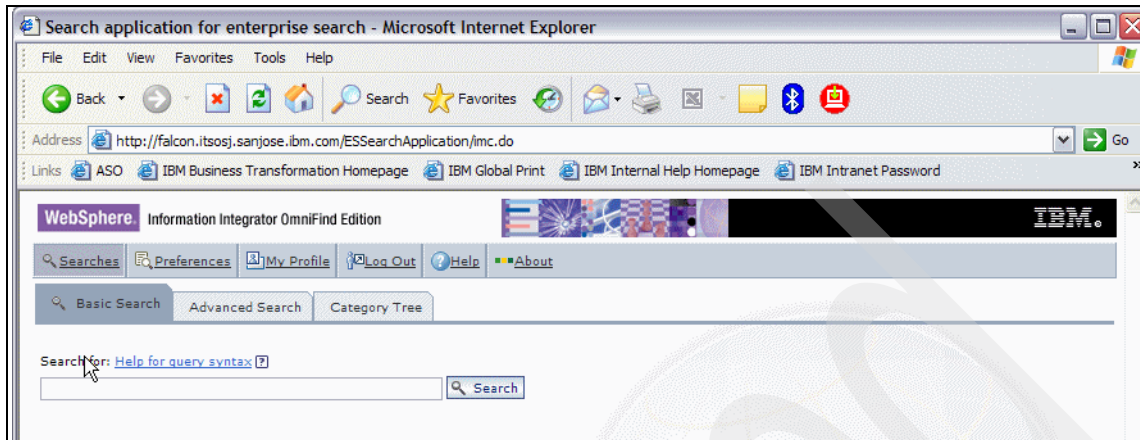 Search application for enterprise search - Microsoft Internet Explorer
File Edit View Favorites Tools Help
Back Search Favorites
Address http://falcon.itsosj.sanjose.ibm.com/ESSearchApplication/imc.do Go
Links ASO IBM Business Transformation Homepage IBM Global Print IBM Internal Help Homepage IBM Intranet Password »
WebSphere. Information Integrator OmniFind Edition IBM.
Searches Preferences My Profile Log Out Help About
Basic Search Advanced Search Category Tree
Search for: Help for query syntax ?
Search